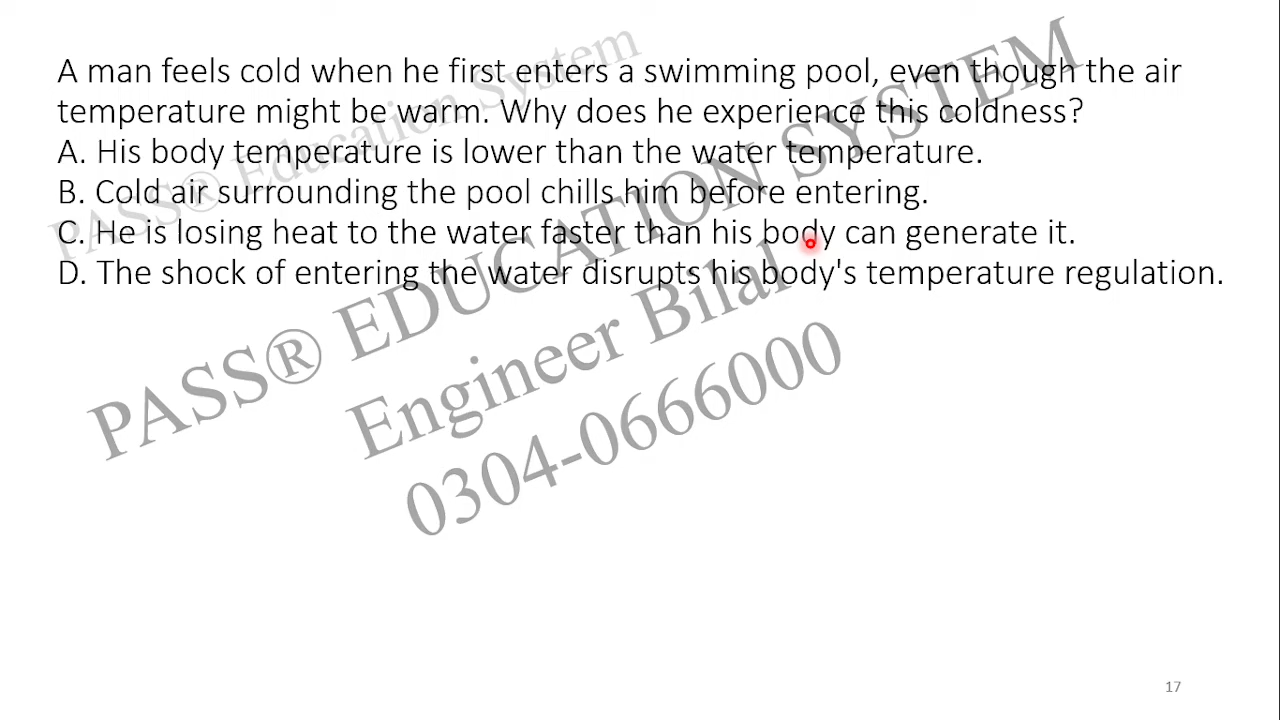 A man feels cold when he first enters a swimming pool, even though the air
temperature might be warm. Why does he experience this coldness?
A. His body temperature is lower than the water temperature.
B. Cold air surrounding the pool chills him before entering.
C. He is losing heat to the water faster than his body can generate it.
D. The shock of entering the water disrupts his body's temperature regulation.
PASS® Education System
PASS® EDUCATION SYSTEM
Engineer Bilal
0304-0666000
17